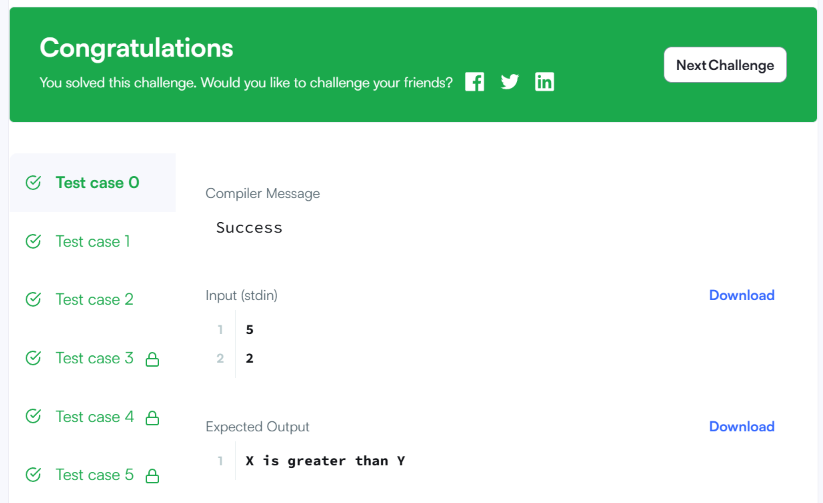 Congratulations
You solved this challenge. Would you like to challenge your friends?
Next Challenge
Test case 0
Test case 1
Test case 2
Test case 3
Test case 4
Test case 5
Compiler Message
Success
Input (stdin)
Download
1 5
2 2
Expected Output
Download
1 X is greater than Y